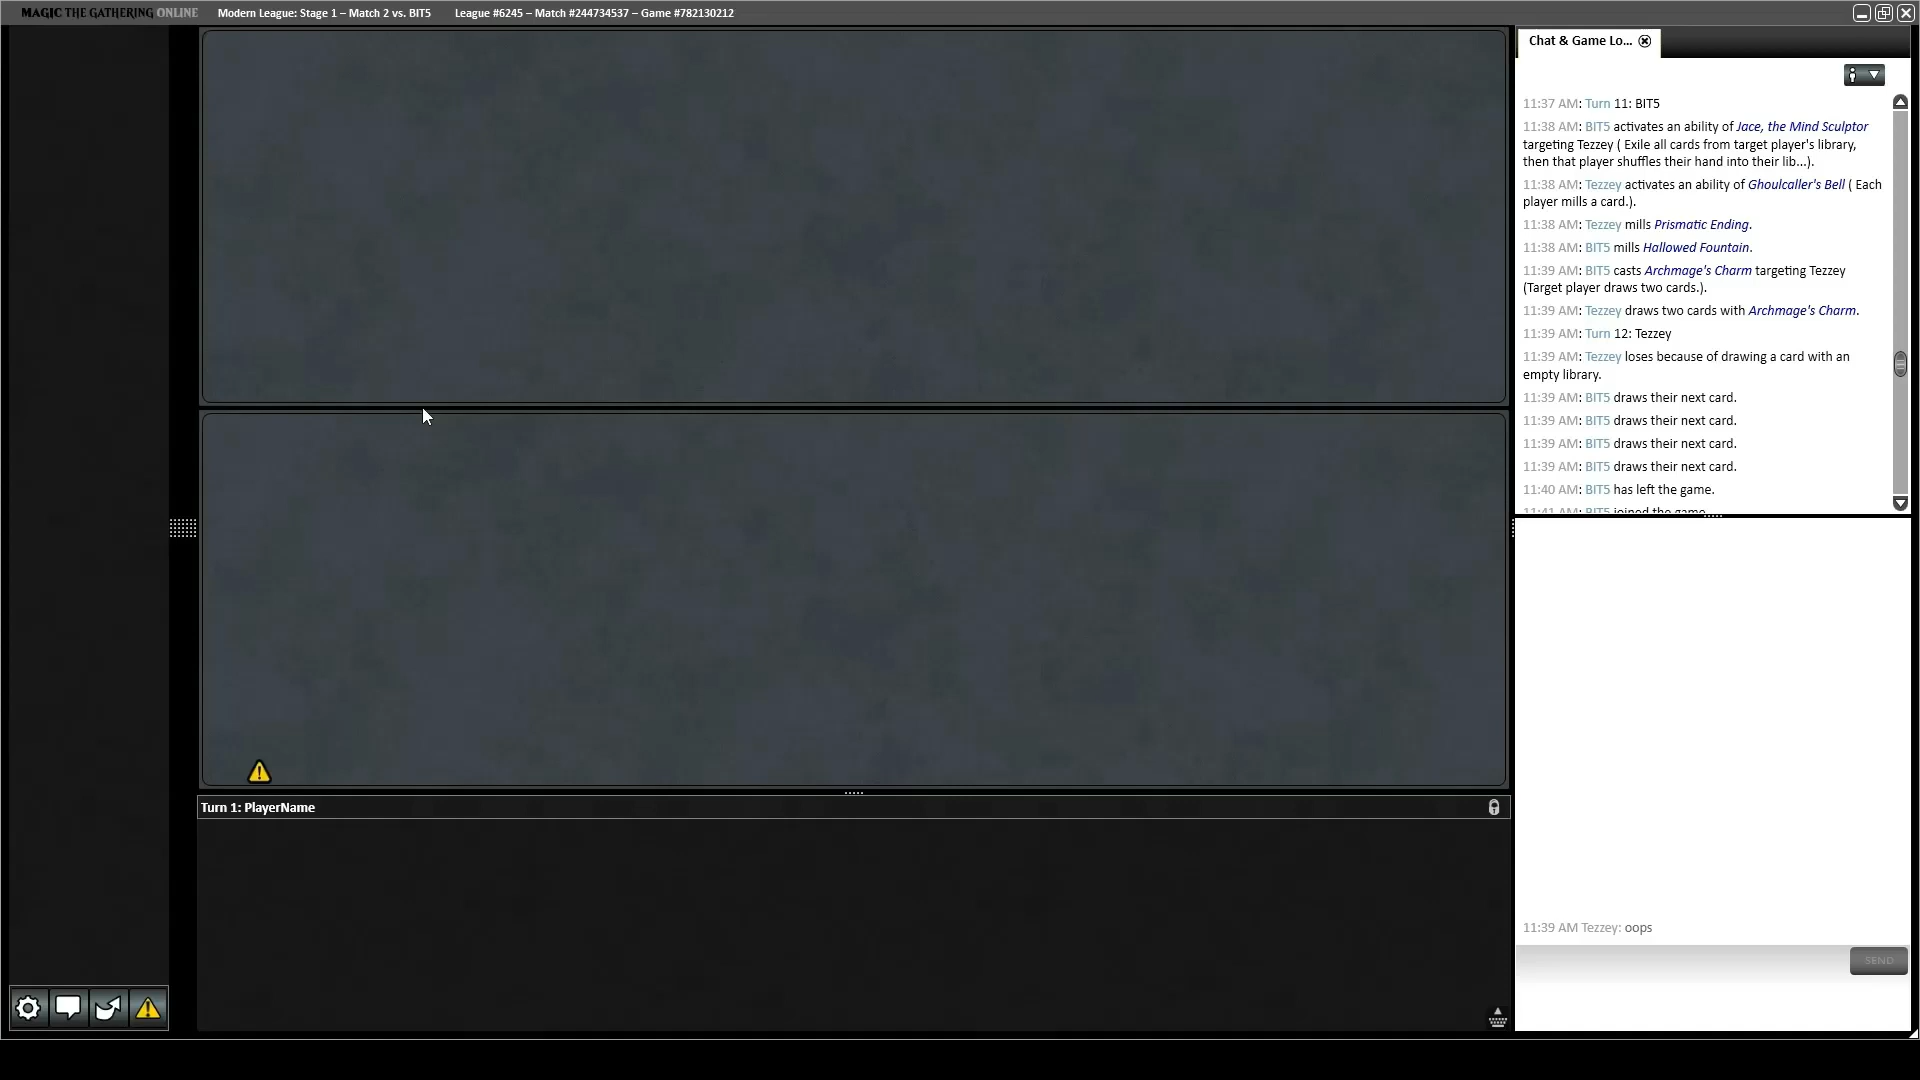 MAGIC THE GATHERING ONLINE Modern League: Stage 1 – Match 2 vs. BIT5 League #6245 – Match #244734537 – Game #782130212
Chat & Game Lo...
11:37 AM: Turn 11: BIT5
11:38 AM: BIT5 activates an ability of Jace, the Mind Sculptor
targeting Tezzey ( Exile all cards from target player's library,
then that player shuffles their hand into their lib...).
11:38 AM: Tezzey activates an ability of Ghoulcaller's Bell ( Each
player mills a card.).
11:38 AM: Tezzey mills Prismatic Ending.
11:38 AM: BIT5 mills Hallowed Fountain.
11:39 AM: BIT5 casts Archmage's Charm targeting Tezzey
(Target player draws two cards.).
11:39 AM: Tezzey draws two cards with Archmage's Charm.
11:39 AM: Turn 12: Tezzey
11:39 AM: Tezzey loses because of drawing a card with an
empty library.
11:39 AM: BIT5 draws their next card.
11:39 AM: BIT5 draws their next card.
11:39 AM: BIT5 draws their next card.
11:39 AM: BIT5 draws their next card.
11:40 AM: BIT5 has left the game.
11:41 AM: BIT5 joined the game.
Turn 1: PlayerName
11:39 AM Tezzey: oops
SEND